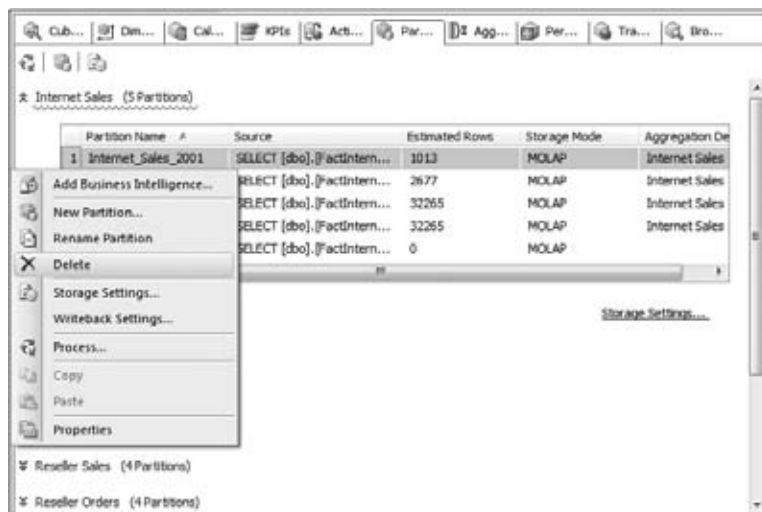 Cub... Dim... Cal... KPIs Acti... Par... Agg... Per... Tra... Bro...
Internet Sales (5 Partitions)
Partition Name Source Estimated Rows Storage Mode Aggregation De
1 Internet_Sales_2001 SELECT [dbo].[FactIntern... 1013 MOLAP Internet Sales
SELECT [dbo].[FactIntern... 2677 MOLAP Internet Sales
SELECT [dbo].[FactIntern... 32265 MOLAP Internet Sales
SELECT [dbo].[FactIntern... 32265 MOLAP Internet Sales
SELECT [dbo].[FactIntern... 0 MOLAP
Add Business Intelligence...
New Partition...
Rename Partition
Delete
Storage Settings...
Writeback Settings...
Process...
Copy
Paste
Properties
Storage Settings...
Reseller Sales (4 Partitions)
Reseller Orders (4 Partitions)